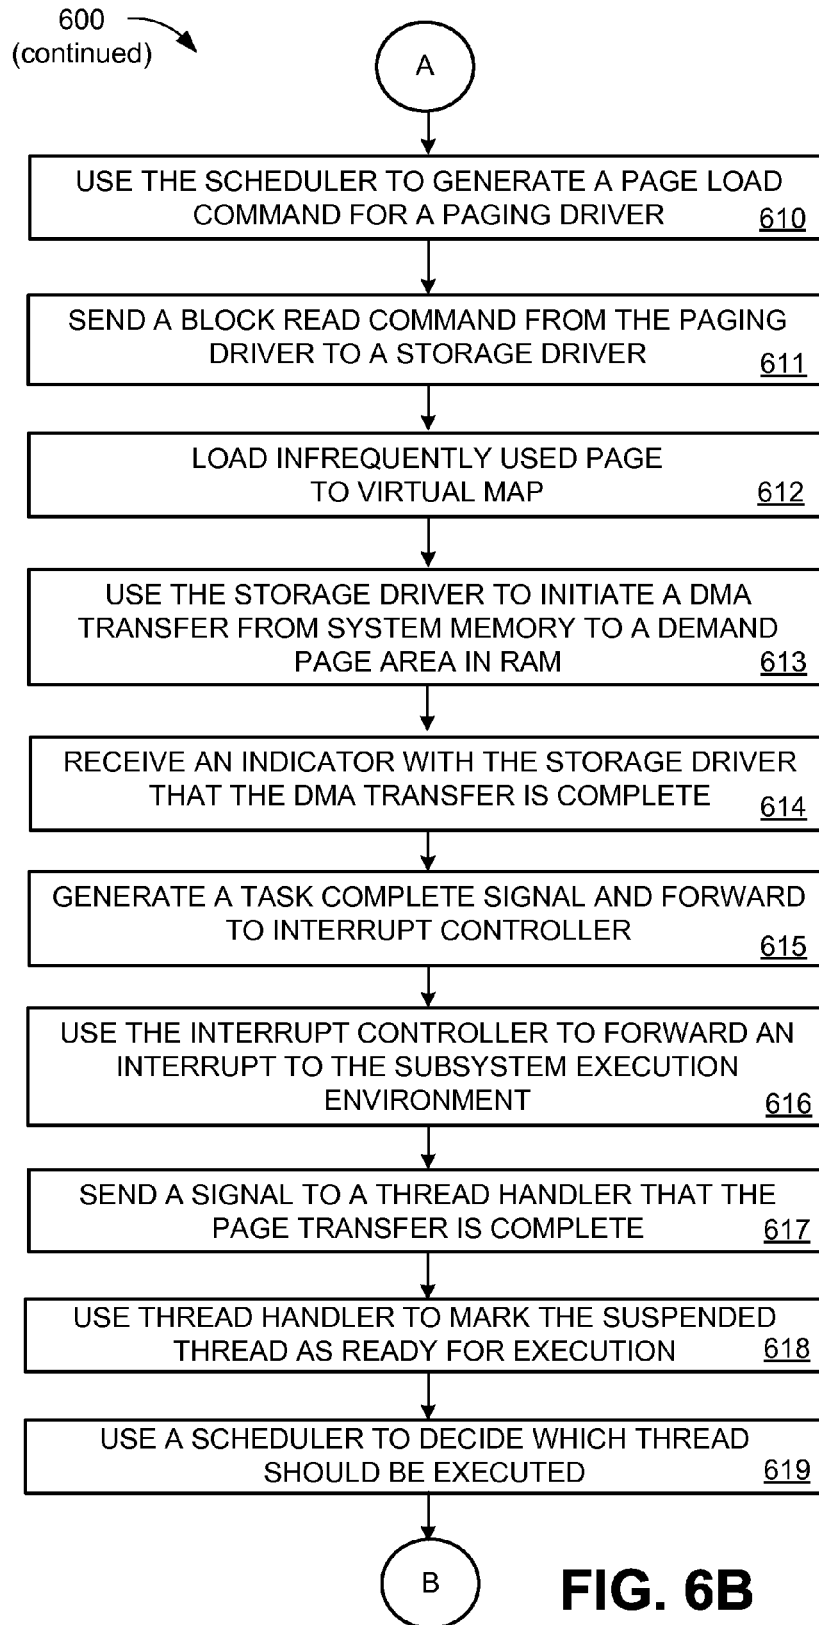 600
(continued)
A
USE THE SCHEDULER TO GENERATE A PAGE LOAD
COMMAND FOR A PAGING DRIVER
610
SEND A BLOCK READ COMMAND FROM THE PAGING
DRIVER TO A STORAGE DRIVER
611
LOAD INFREQUENTLY USED PAGE
TO VIRTUAL MAP
612
USE THE STORAGE DRIVER TO INITIATE A DMA
TRANSFER FROM SYSTEM MEMORY TO A DEMAND
PAGE AREA IN RAM
613
RECEIVE AN INDICATOR WITH THE STORAGE DRIVER
THAT THE DMA TRANSFER IS COMPLETE
614
GENERATE A TASK COMPLETE SIGNAL AND FORWARD
TO INTERRUPT CONTROLLER
615
USE THE INTERRUPT CONTROLLER TO FORWARD AN
INTERRUPT TO THE SUBSYSTEM EXECUTION
ENVIRONMENT
616
SEND A SIGNAL TO A THREAD HANDLER THAT THE
PAGE TRANSFER IS COMPLETE
617
USE THREAD HANDLER TO MARK THE SUSPENDED
THREAD AS READY FOR EXECUTION
618
USE A SCHEDULER TO DECIDE WHICH THREAD
SHOULD BE EXECUTED
619
B
FIG. 6B